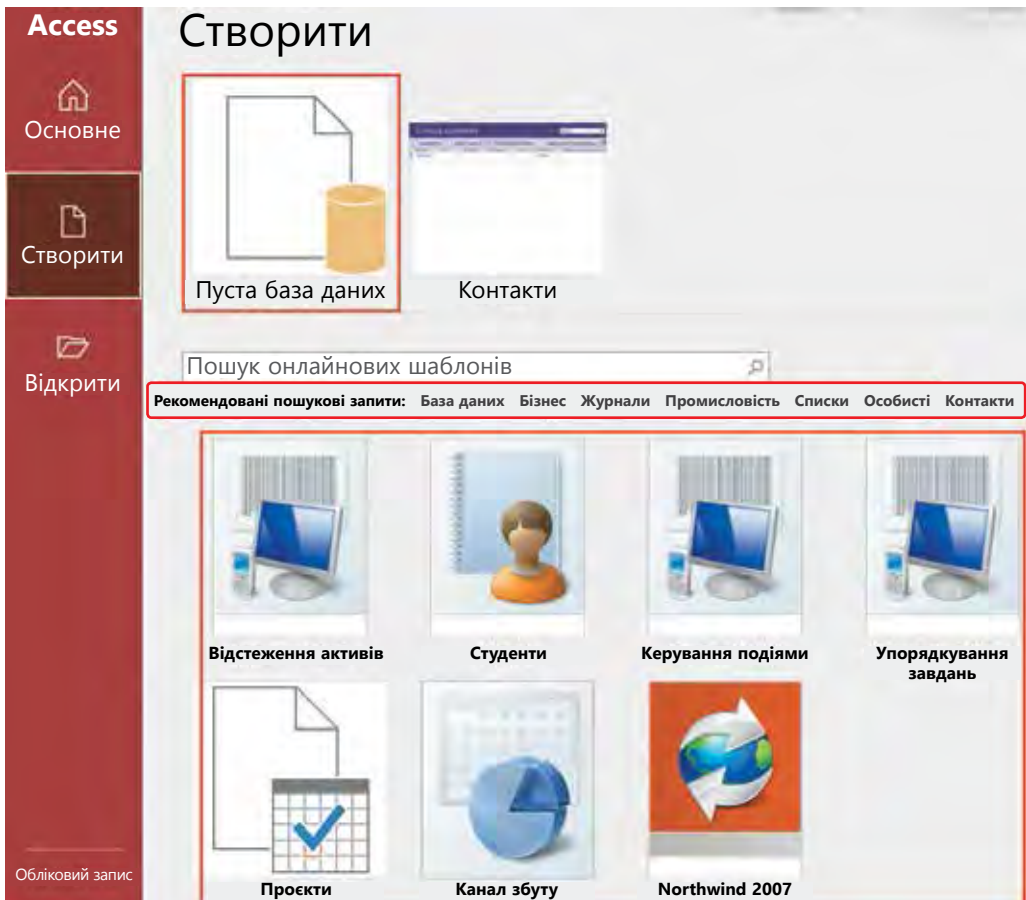 Access
Створити
Основне
Створити
Відкрити
Пуста база даних
Контакти
Пошук онлайнових шаблонів
Рекомендовані пошукові запити: База даних Бізнес Журнали Промисловість Списки Особисті Контакти
Відстеження активів
Студенти
Керування подіями
Упорядкування
завдань
Проєкти
Канал збуту
Northwind 2007
Обліковий запис